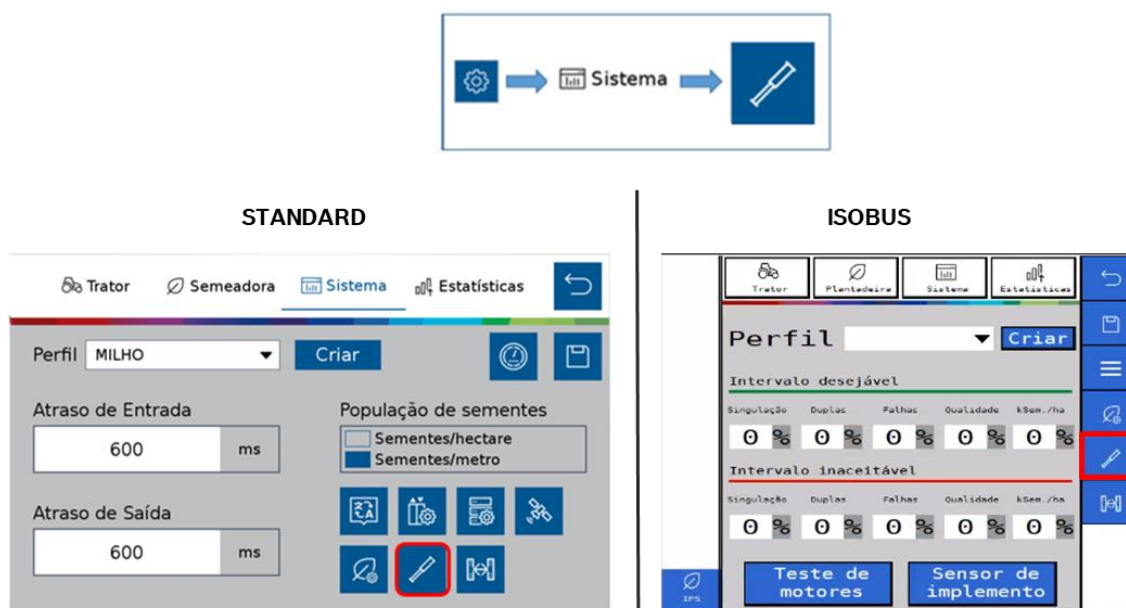 Sistema
STANDARD
Trator Semeadora Sistema Estatísticas
Perfil MILHO Criar
Atraso de Entrada
600 ms
Atraso de Saída
600 ms
População de sementes
Sementes/hectare
Sementes/metro
ISOBUS
Trator Plantadeira Sistema Estatísticas
Perfil Criar
Intervalo desejável
Singulação Duplas Falhas Qualidade kSem./ha
0 % 0 % 0 % 0 % 0 %
Intervalo inaceitável
Singulação Duplas Falhas Qualidade kSem./ha
0 % 0 % 0 % 0 % 0 %
Teste de motores Sensor de implemento
IPS